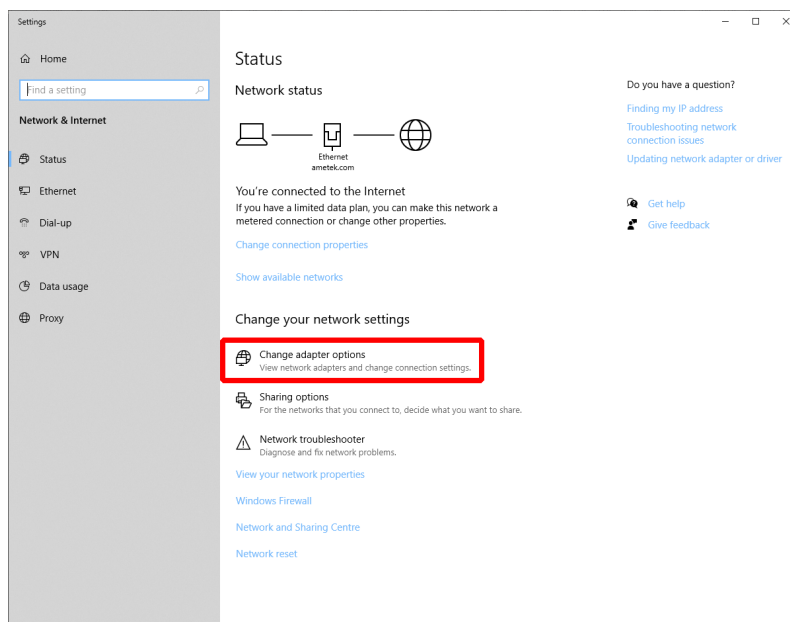 Settings
Home
Find a setting
Network & Internet
Status
Ethernet
Dial-up
VPN
Data usage
Proxy
Status
Network status
Ethernet
ametek.com
You're connected to the Internet
If you have a limited data plan, you can make this network a
metered connection or change other properties.
Change connection properties
Show available networks
Change your network settings
Change adapter options
View network adapters and change connection settings.
Sharing options
For the networks that you connect to, decide what you want to share.
Network troubleshooter
Diagnose and fix network problems.
View your network properties
Windows Firewall
Network and Sharing Centre
Network reset
Do you have a question?
Finding my IP address
Troubleshooting network
connection issues
Updating network adapter or driver
Get help
Give feedback